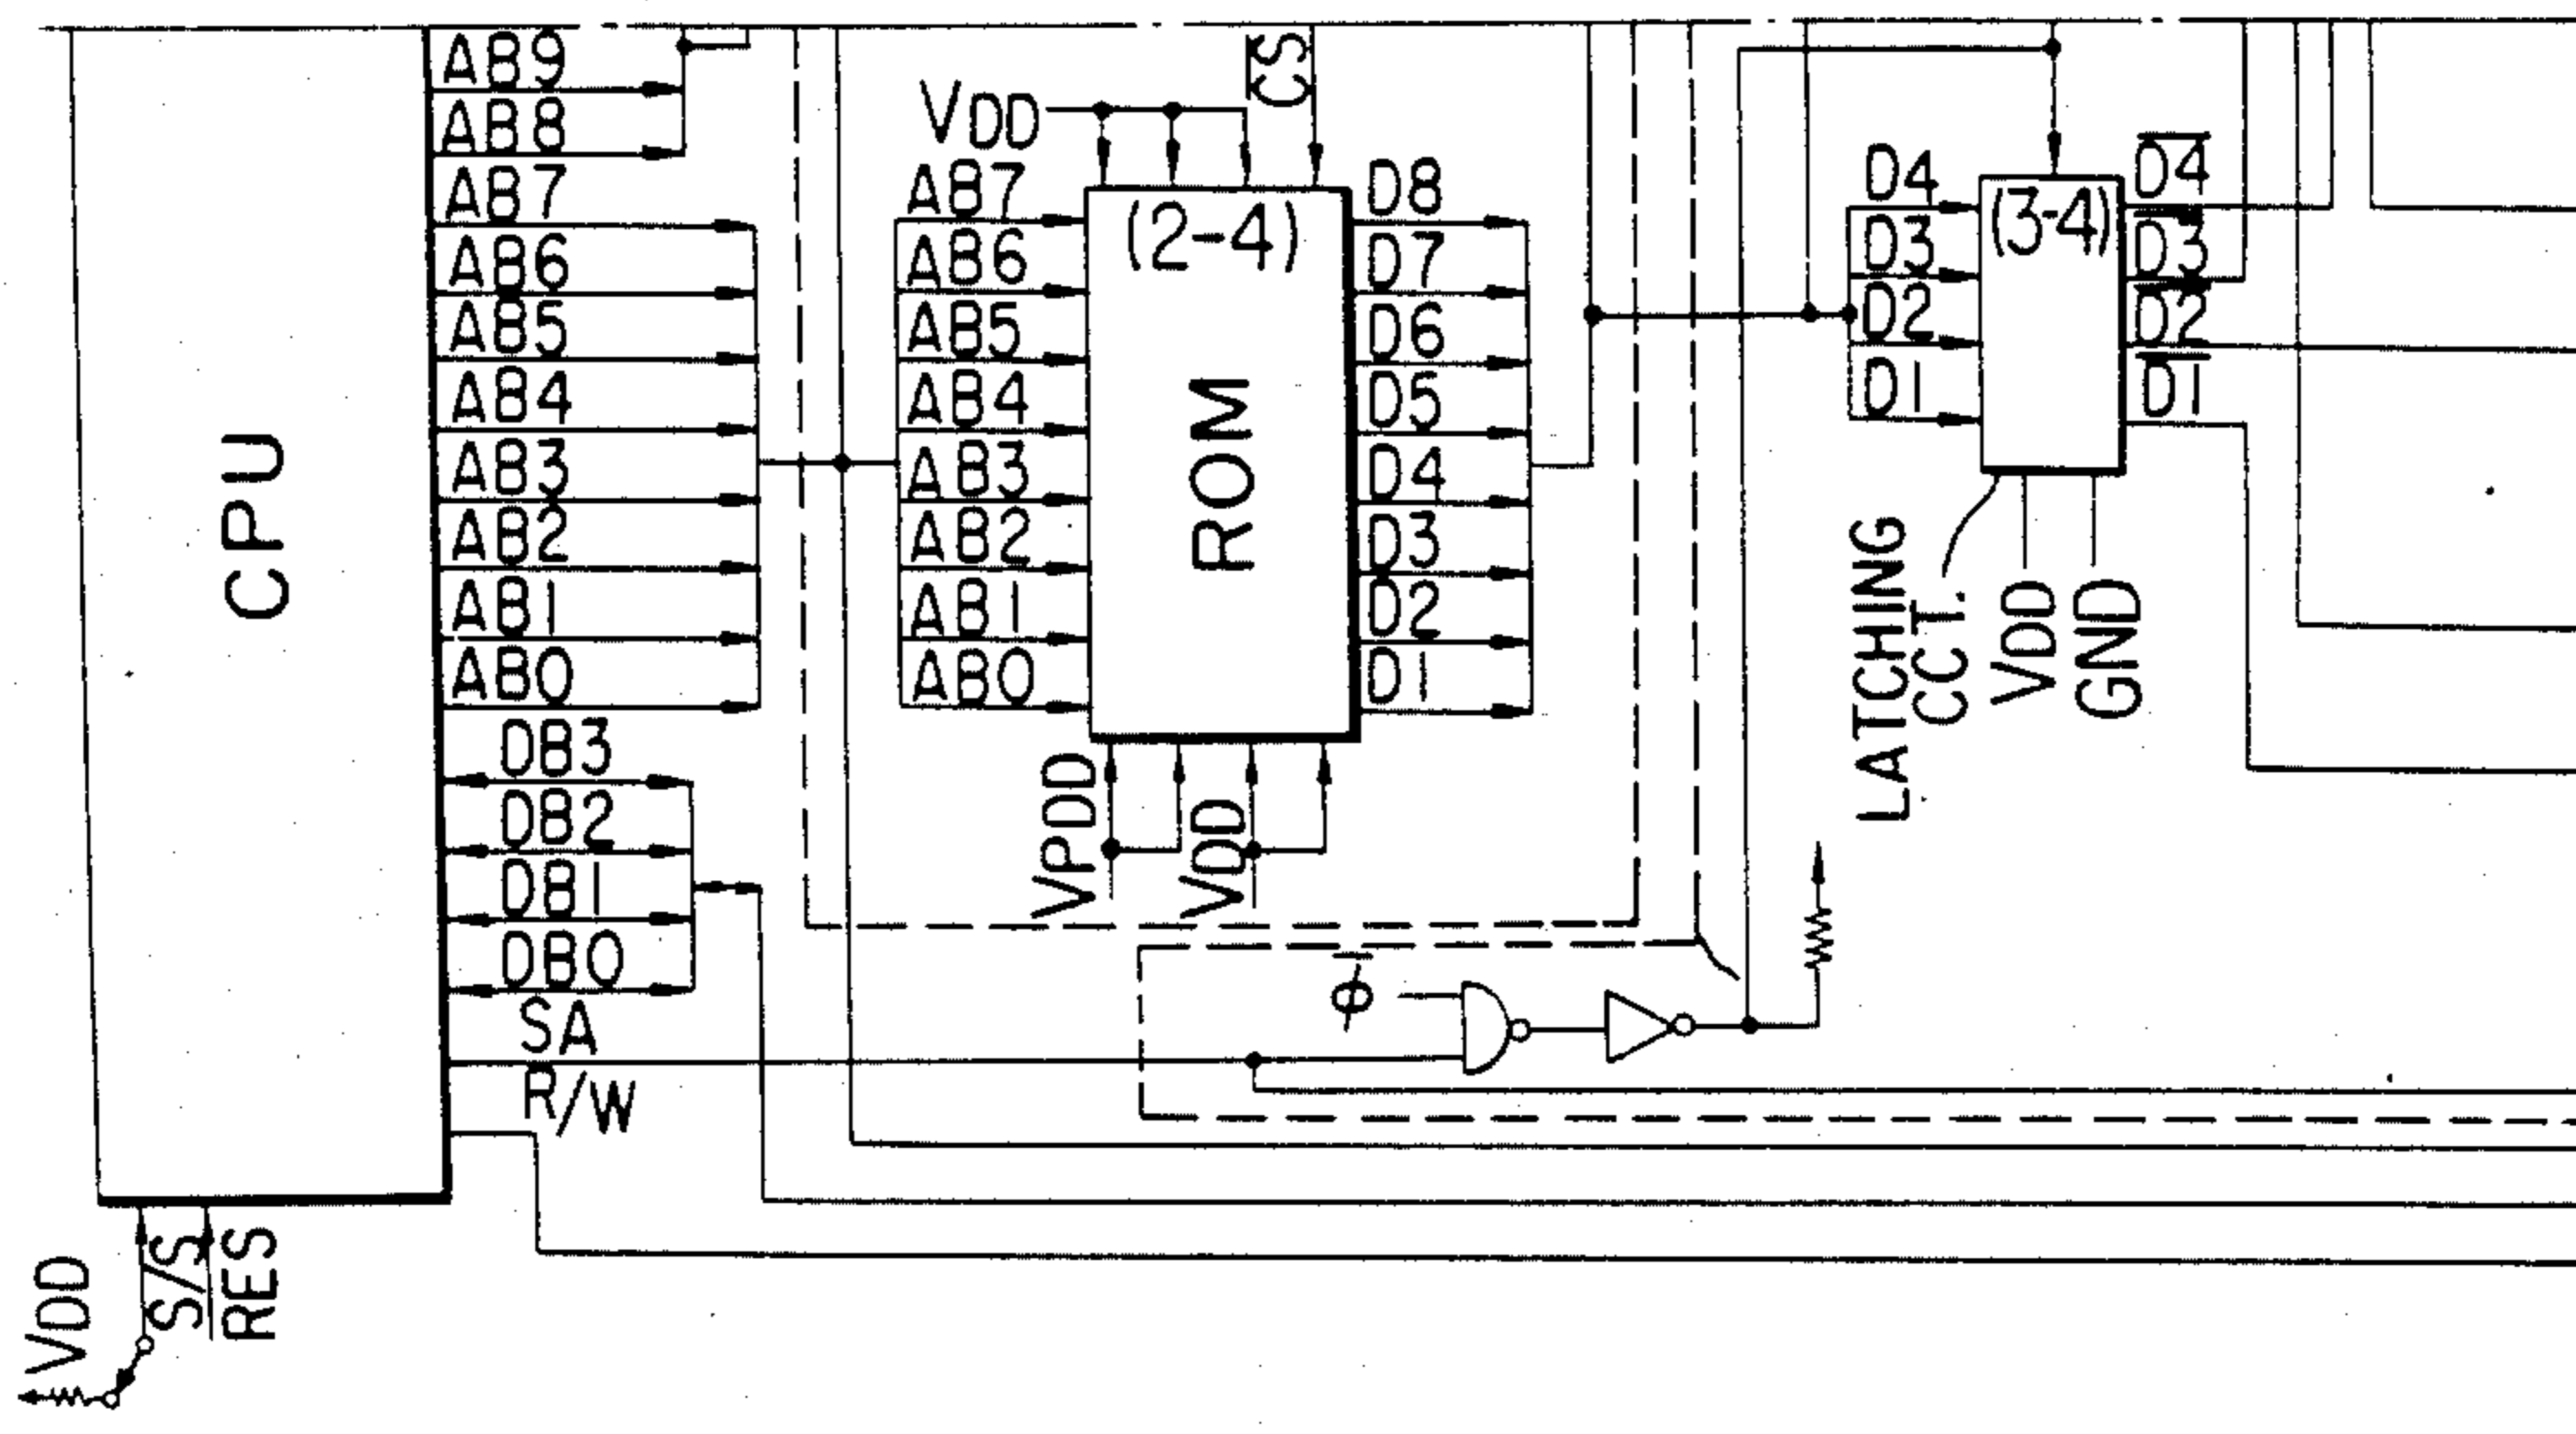 CPU
AB9
AB8
AB7
AB6
AB5
AB4
AB3
AB2
AB1
AB0
DB3
DB2
DB1
DB0
SA
R̅/W
VDD
S/S
RES
VDD
C̅S̅
AB7
AB6
AB5
AB4
AB3
AB2
AB1
AB0
(2-4)
ROM
D8
D7
D6
D5
D4
D3
D2
D1
VPDD
VDD
ϕ1̅
D4
D3
D2
D1
(3-4)
D̅4̅
D̅3̅
D̅2̅
D̅1̅
LATCHING
CCT.
VDD
GND